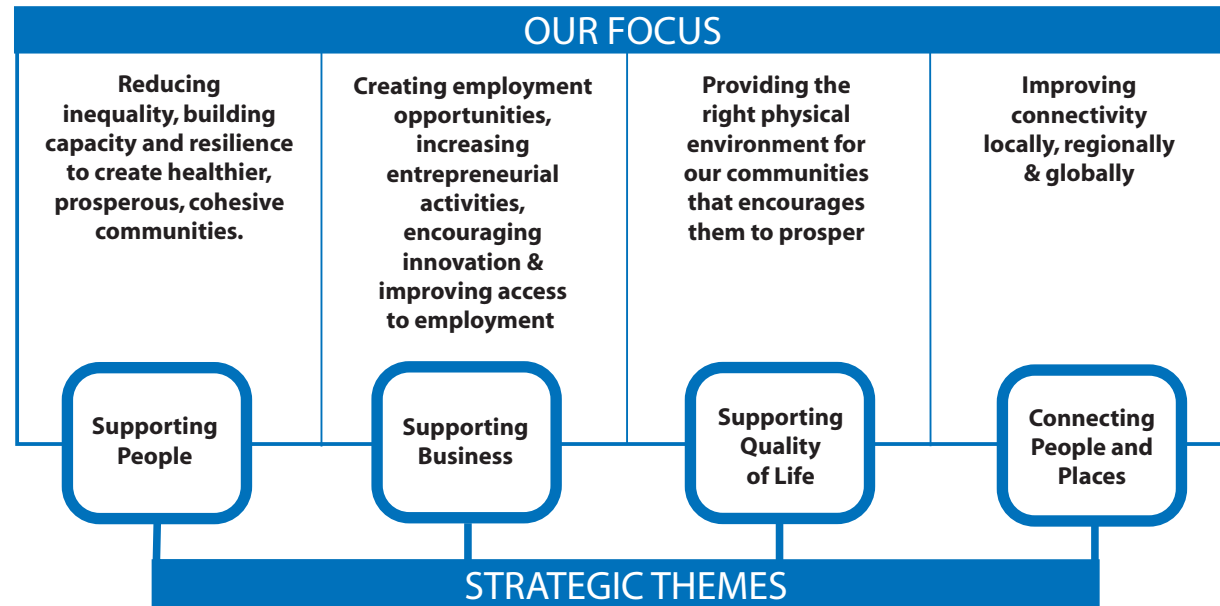 OUR FOCUS
Reducing
inequality, building
capacity and resilience
to create healthier,
prosperous, cohesive
communities.
Creating employment
opportunities,
increasing
entrepreneurial
activities,
encouraging
innovation &
improving access
to employment
Providing the
right physical
environment for
our communities
that encourages
them to prosper
Improving
connectivity
locally, regionally
& globally
Supporting
People
Supporting
Business
Supporting
Quality
of Life
Connecting
People and
Places
STRATEGIC THEMES